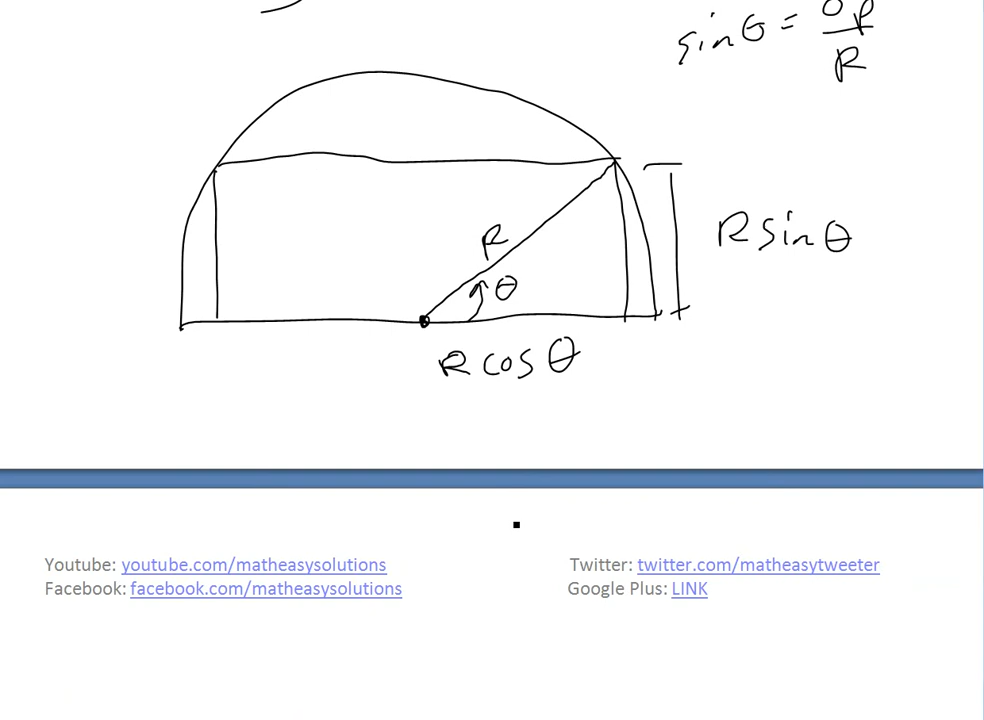 sin θ = op
R
R
θ
R sin θ
R cos θ
Youtube: youtube.com/matheasysolutions
Twitter: twitter.com/matheasytweeter
Facebook: facebook.com/matheasysolutions
Google Plus: LINK